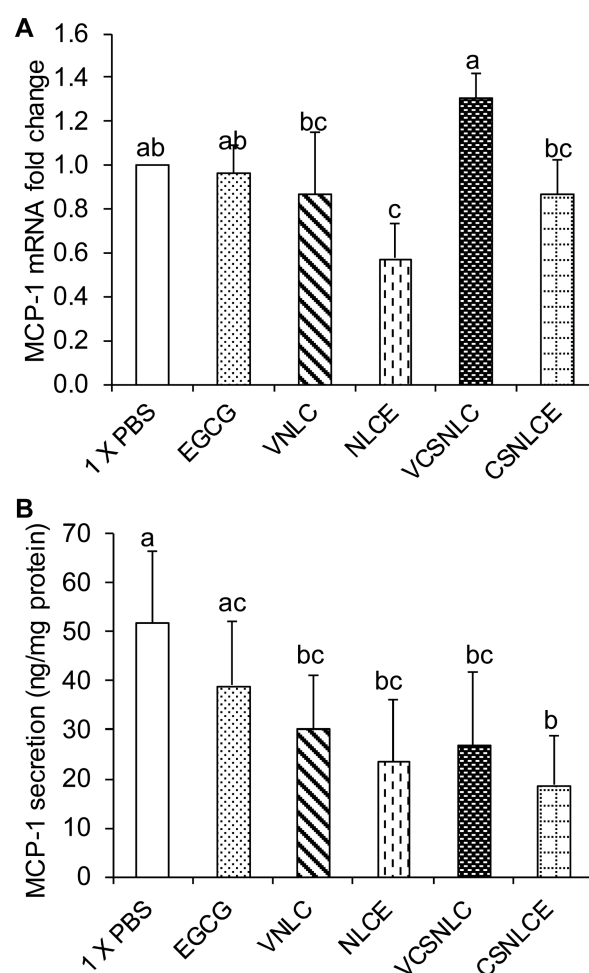 A
MCP-1 mRNA fold change
1.6
1.4
1.2
1.0
0.8
0.6
0.4
0.2
0.0
ab
ab
bc
c
a
bc
1 X PBS
EGCG
VNLC
NLCE
VCSNLC
CSNLCE
B
MCP-1 secretion (ng/mg protein)
70
60
50
40
30
20
10
0
a
ac
bc
bc
bc
b
1 X PBS
EGCG
VNLC
NLCE
VCSNLC
CSNLCE